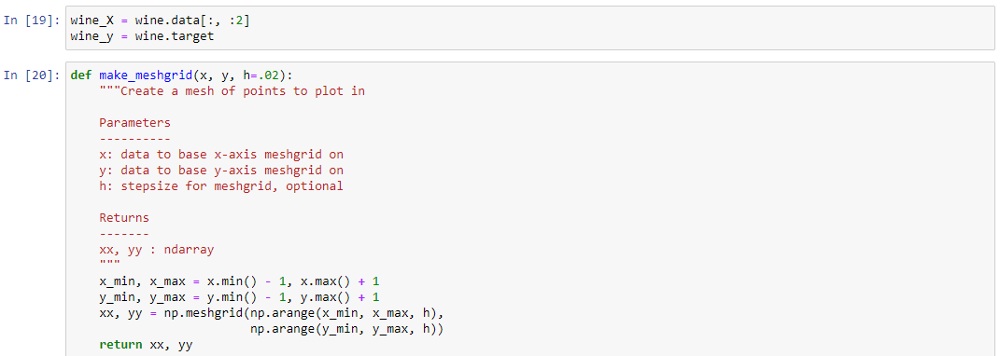 In [19]: wine_X = wine.data[:, :2]
wine_y = wine.target
In [20]: def make_meshgrid(x, y, h=.02):
"""Create a mesh of points to plot in
Parameters
----------
x: data to base x-axis meshgrid on
y: data to base y-axis meshgrid on
h: stepsize for meshgrid, optional
Returns
-------
xx, yy : ndarray
"""
x_min, x_max = x.min() - 1, x.max() + 1
y_min, y_max = y.min() - 1, y.max() + 1
xx, yy = np.meshgrid(np.arange(x_min, x_max, h),
np.arange(y_min, y_max, h))
return xx, yy